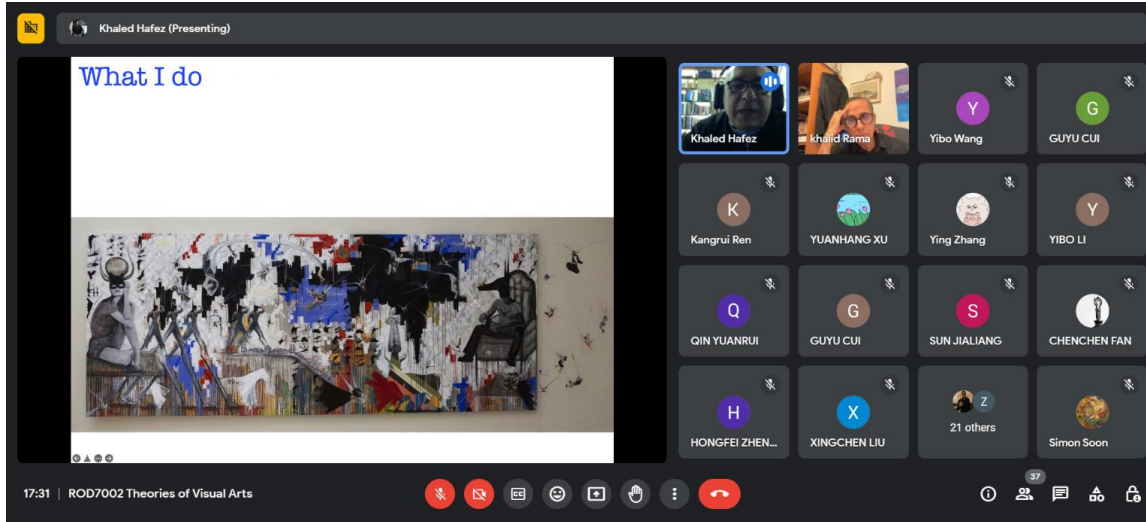 Khaled Hafez (Presenting)
What I do
Khaled Hafez
khalid Rama
Y
Yibo Wang
G
GUYU CUI
K
Kangrui Ren
YUANHANG XU
Ying Zhang
Y
YIBO LI
Q
QIN YUANRUI
G
GUYU CUI
S
SUN JIALIANG
CHENCHEN FAN
H
HONGFEI ZHEN...
X
XINGCHEN LIU
Z
21 others
Simon Soon
17:31 | ROD7002 Theories of Visual Arts
CC
37